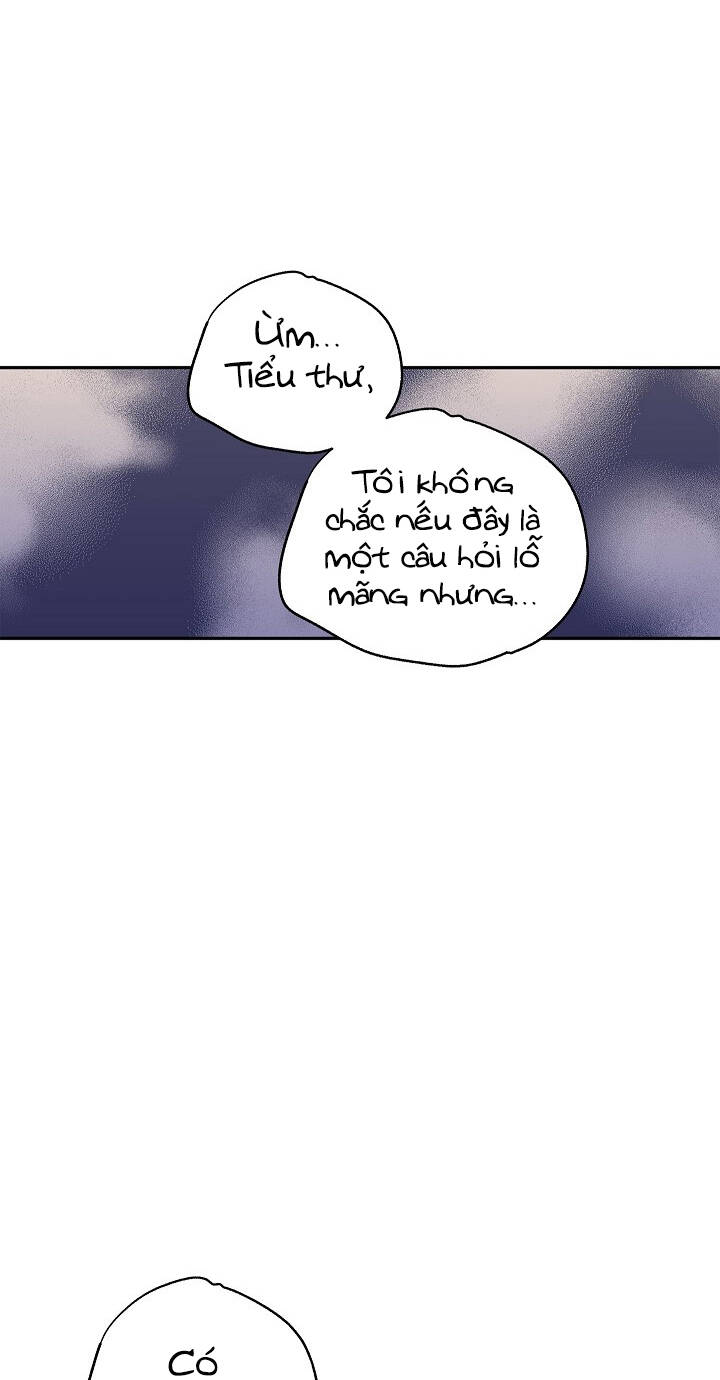 Ừm...
Tiểu thư,
Tôi không
chắc nếu đây là
một câu hỏi lỗ
mãng nhưng...
Có